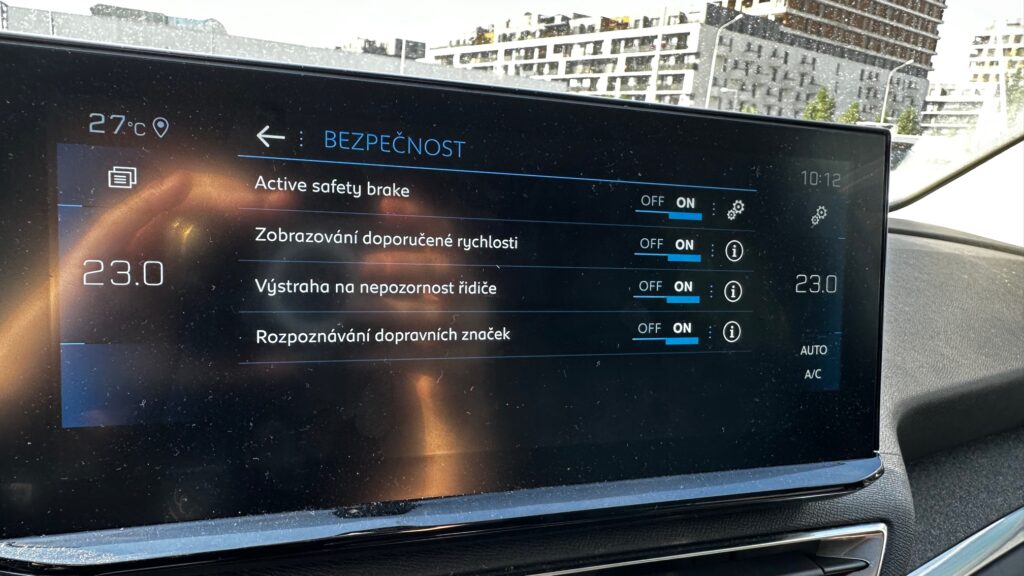 27°C
BEZPEČNOST
10:12
Active safety brake OFF ON
Zobrazování doporučené rychlosti OFF ON
23.0
Výstraha na nepozornost řidiče OFF ON
23.0
Rozpoznávání dopravních značek OFF ON
AUTO
A/C